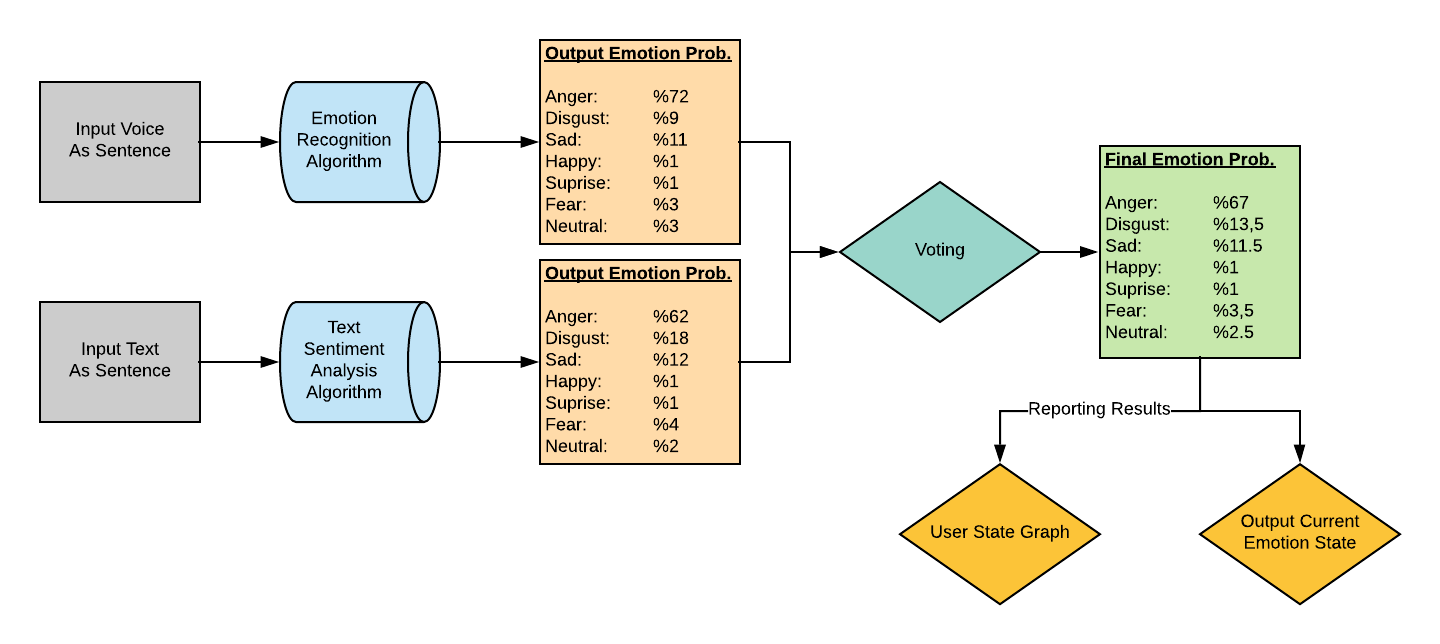 Input Voice
As Sentence
Emotion
Recognition
Algorithm
Output Emotion Prob.
Anger: %72
Disgust: %9
Sad: %11
Happy: %1
Suprise: %1
Fear: %3
Neutral: %3
Input Text
As Sentence
Text
Sentiment
Analysis
Algorithm
Output Emotion Prob.
Anger: %62
Disgust: %18
Sad: %12
Happy: %1
Suprise: %1
Fear: %4
Neutral: %2
Voting
Final Emotion Prob.
Anger: %67
Disgust: %13,5
Sad: %11.5
Happy: %1
Suprise: %1
Fear: %3,5
Neutral: %2.5
Reporting Results
User State Graph
Output Current
Emotion State